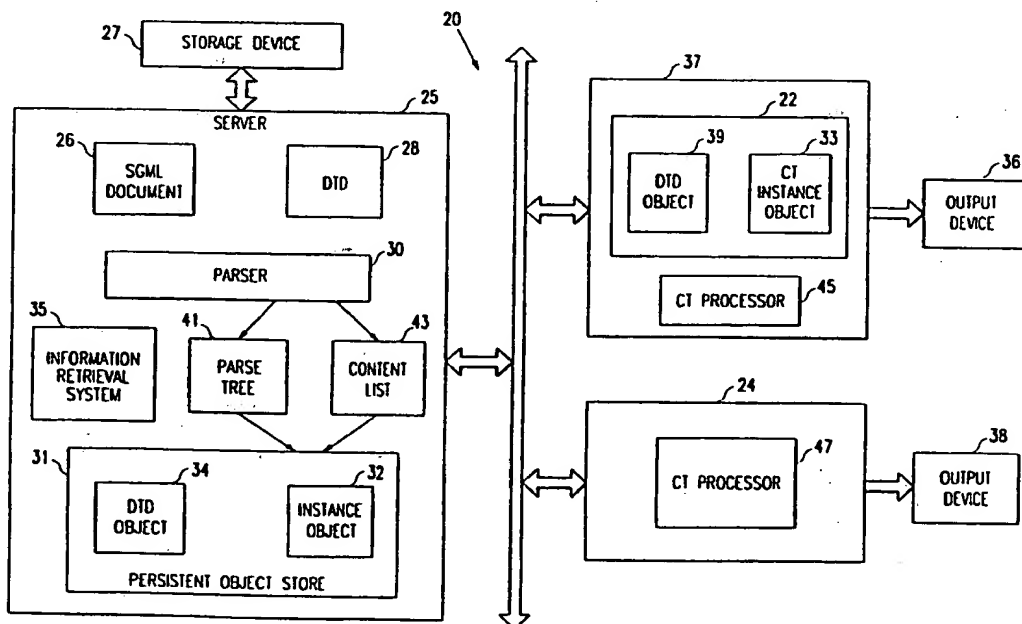 20
27
STORAGE DEVICE
25
SERVER
26
SGML
DOCUMENT
28
DTD
30
PARSER
35
INFORMATION
RETRIEVAL
SYSTEM
41
PARSE
TREE
43
CONTENT
LIST
31
34
DTD
OBJECT
32
INSTANCE
OBJECT
PERSISTENT OBJECT STORE
37
22
39
DTD
OBJECT
33
CT
INSTANCE
OBJECT
45
CT PROCESSOR
36
OUTPUT
DEVICE
24
47
CT PROCESSOR
38
OUTPUT
DEVICE